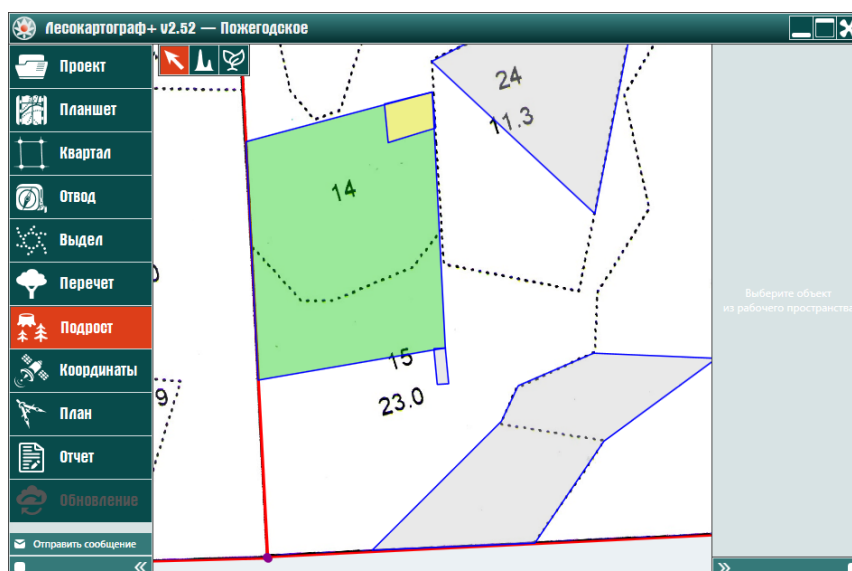 Лесокартограф+ v2.52 — Пожегодское
Проект
Планшет
Квартал
Отвод
Выдел
Перечет
Подрост
Координаты
План
Отчет
Обновление
Отправить сообщение
24
11.3
14
15
23.0
9
Выберите объект
из рабочего пространства